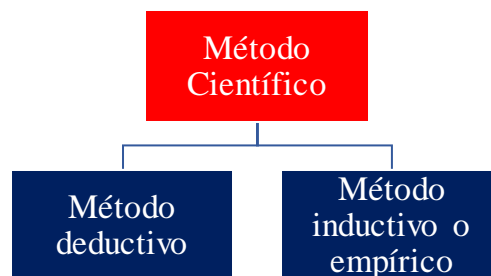 Método
Científico
Método
deductivo
Método
inductivo o
empírico